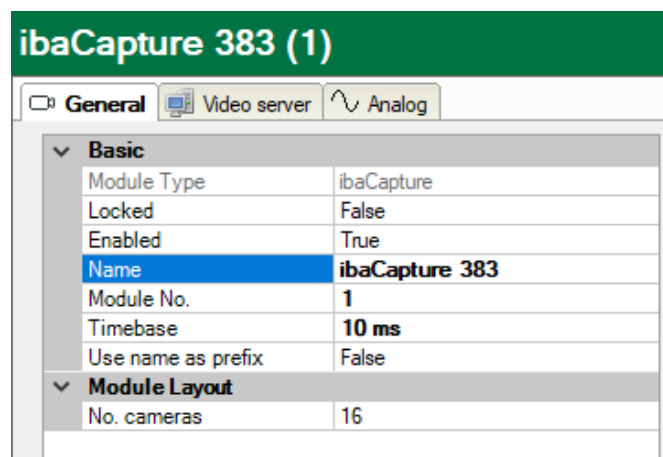 ibaCapture 383 (1)
General Video server Analog
Basic
Module Type ibaCapture
Locked False
Enabled True
Name ibaCapture 383
Module No. 1
Timebase 10 ms
Use name as prefix False
Module Layout
No. cameras 16